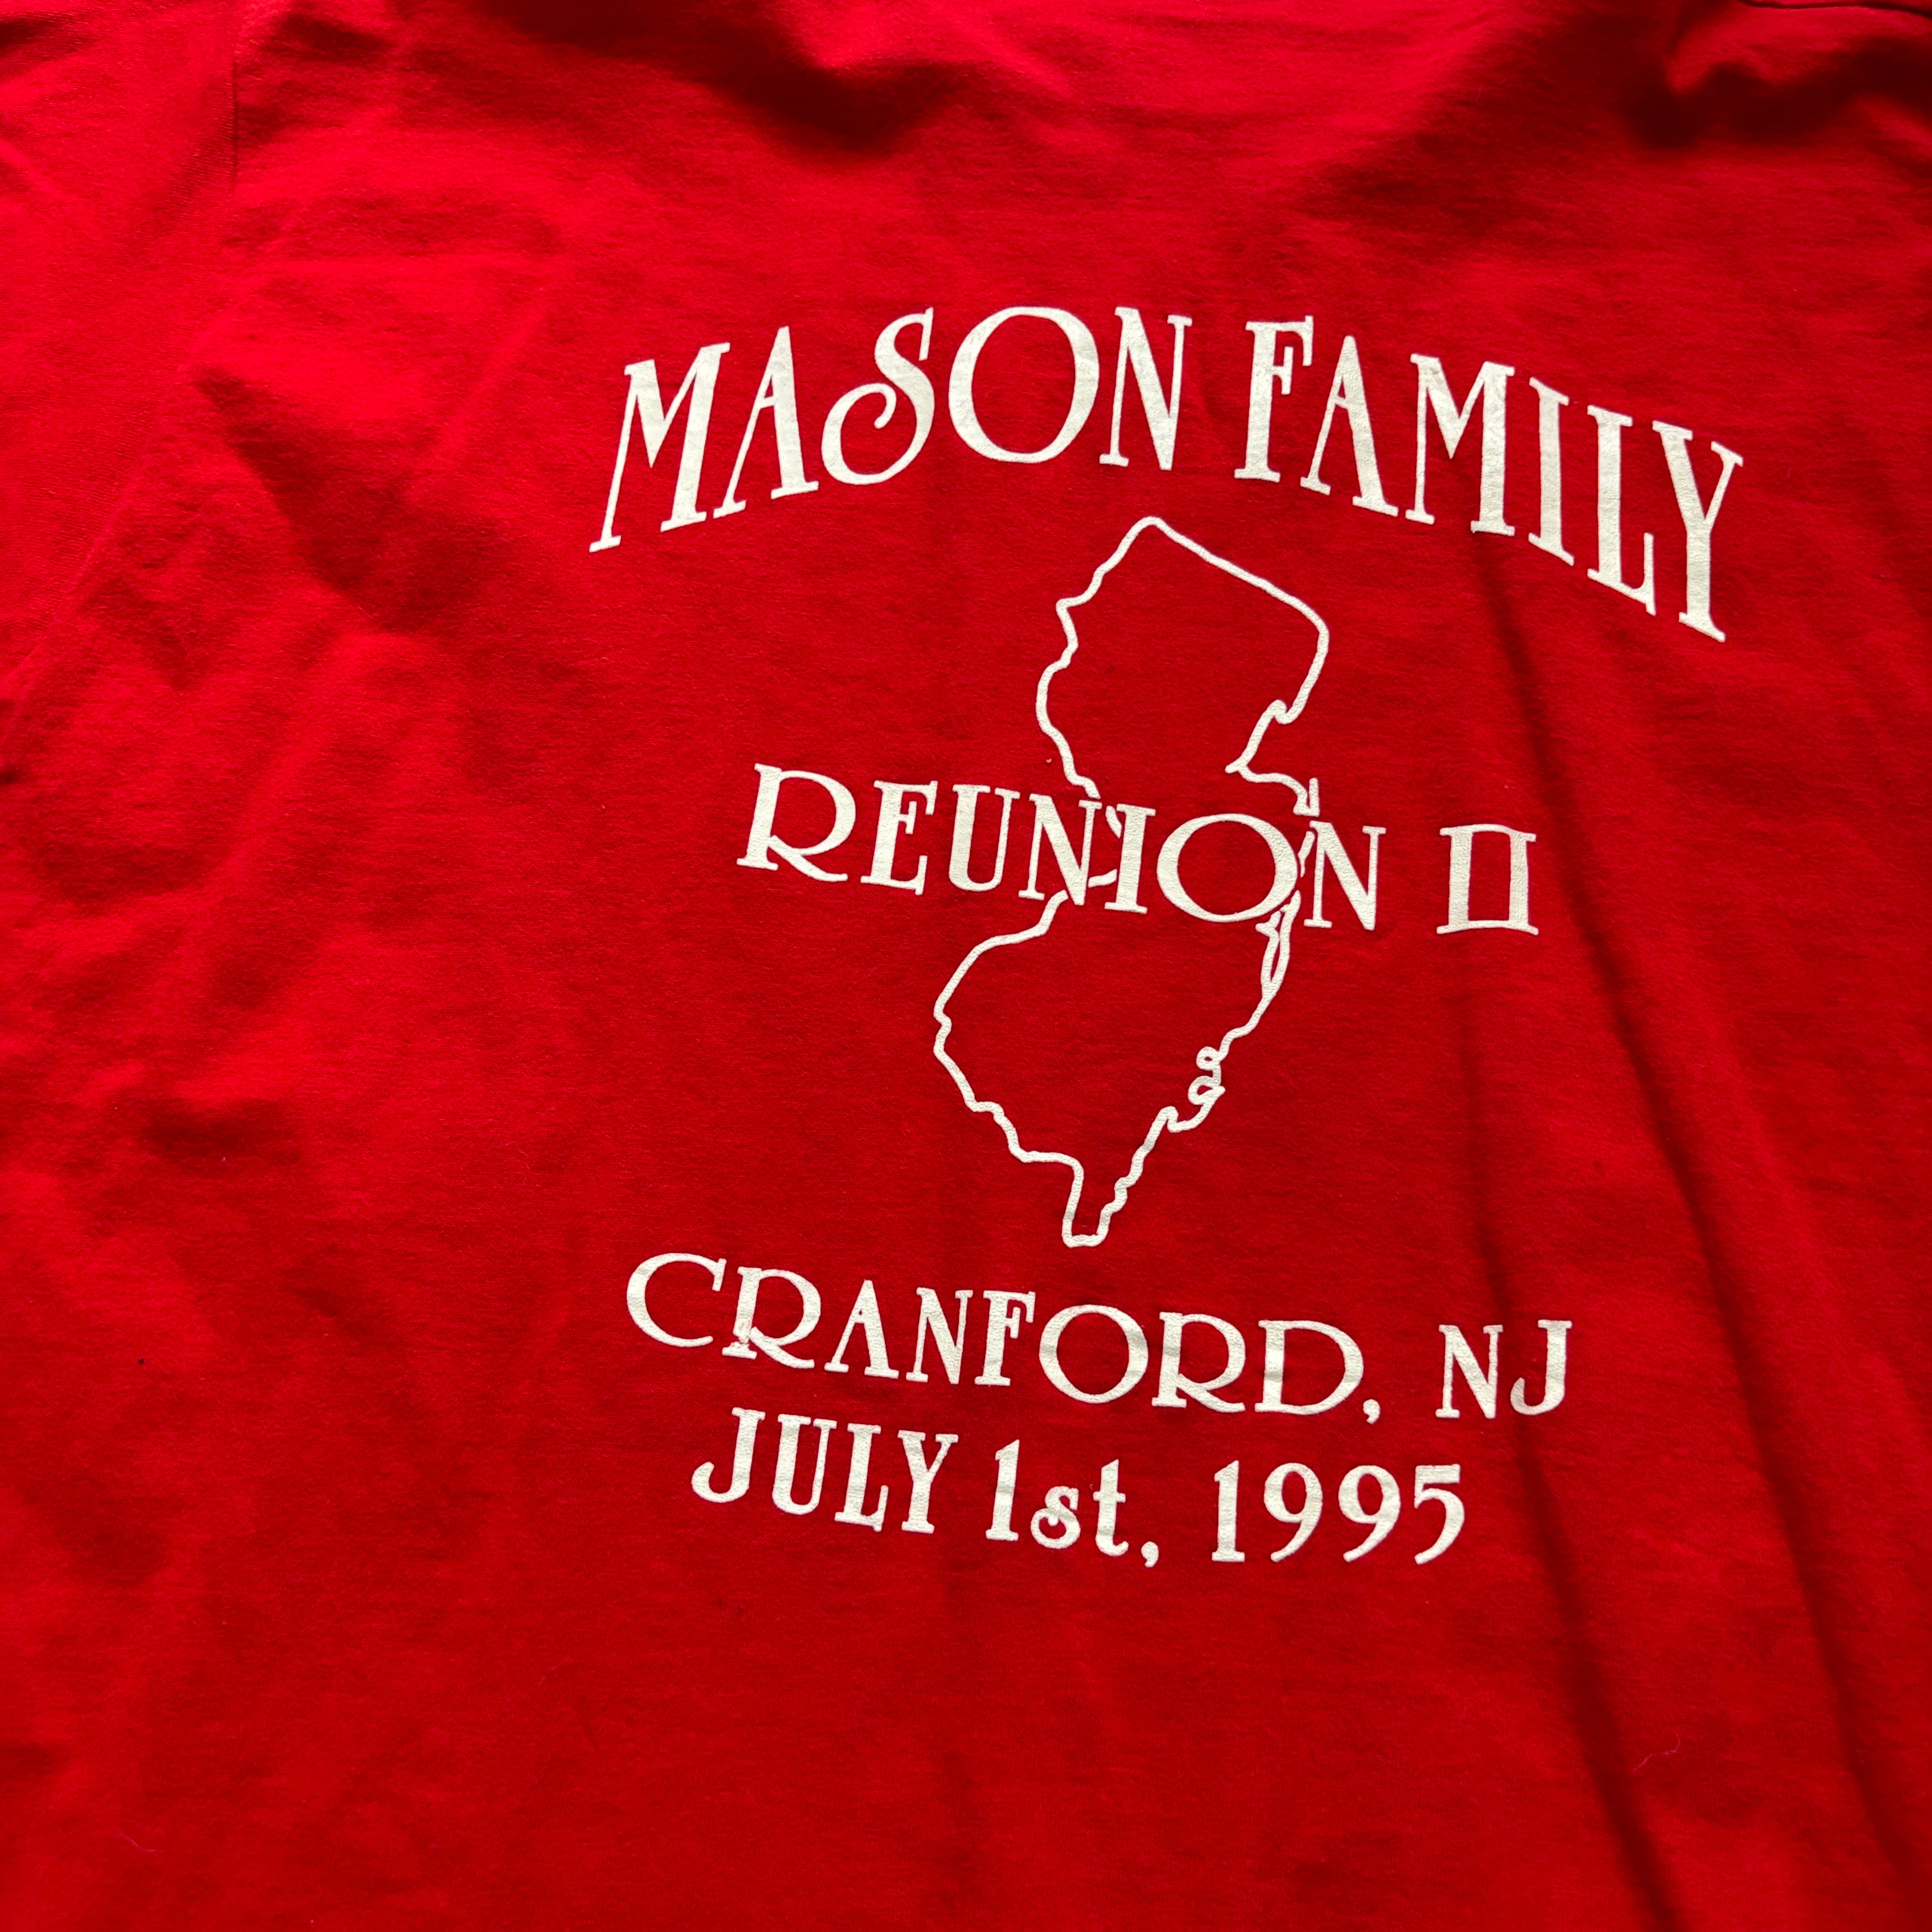 MASON FAMILY
REUNION II
CRANFORD, NJ
JULY 1st, 1995